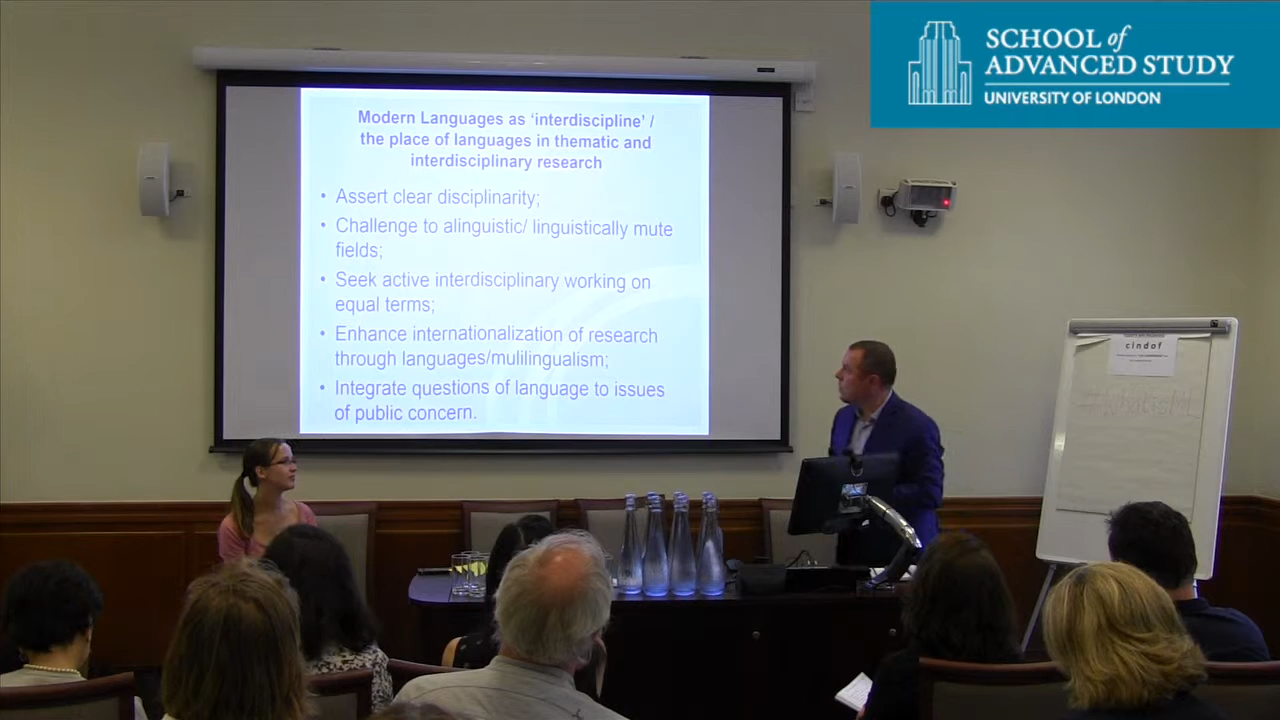 SCHOOL of
ADVANCED STUDY
UNIVERSITY OF LONDON
Modern Languages as ‘interdiscipline’ /
the place of languages in thematic and
interdisciplinary research
• Assert clear disciplinarity;
• Challenge to alinguistic/ linguistically mute
fields;
• Seek active interdisciplinary working on
equal terms;
• Enhance internationalization of research
through languages/mulilingualism;
• Integrate questions of language to issues
of public concern.
cindof
#WhatisML